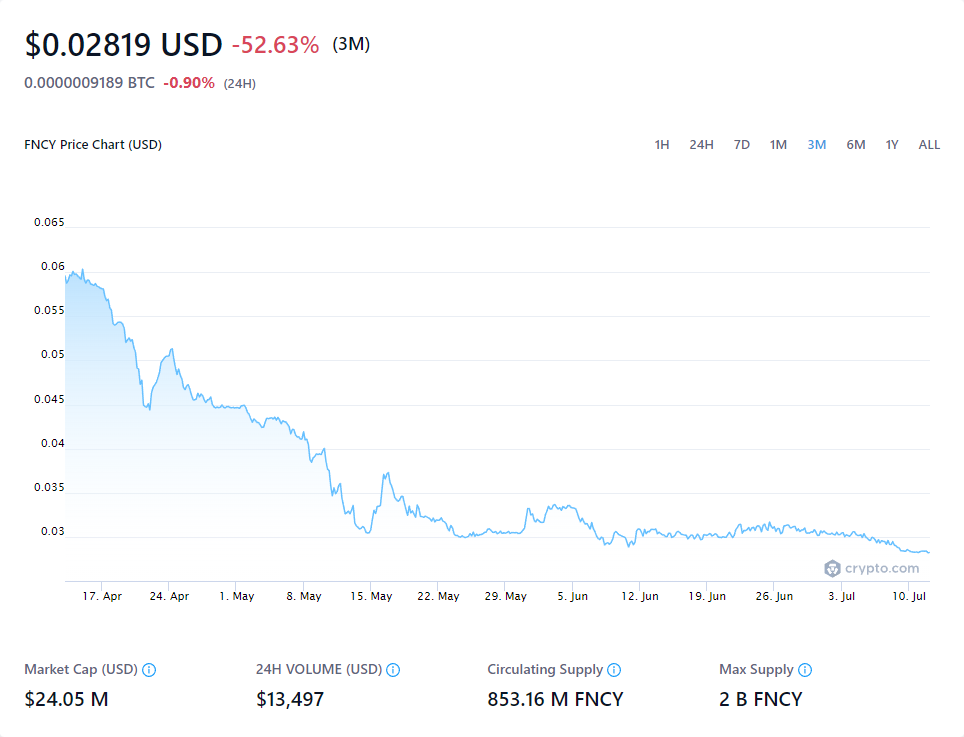 $0.02819 USD -52.63% (3M)
0.0000009189 BTC -0.90% (24H)
FNCY Price Chart (USD) 1H 24H 7D 1M 3M 6M 1Y ALL
0.065
0.06
0.055
0.05
0.045
0.04
0.035
0.03
crypto.com
17. Apr 24. Apr 1. May 8. May 15. May 22. May 29. May 5. Jun 12. Jun 19. Jun 26. Jun 3. Jul 10. Jul
Market Cap (USD) 24H VOLUME (USD) Circulating Supply Max Supply
$24.05 M $13,497 853.16 M FNCY 2 B FNCY